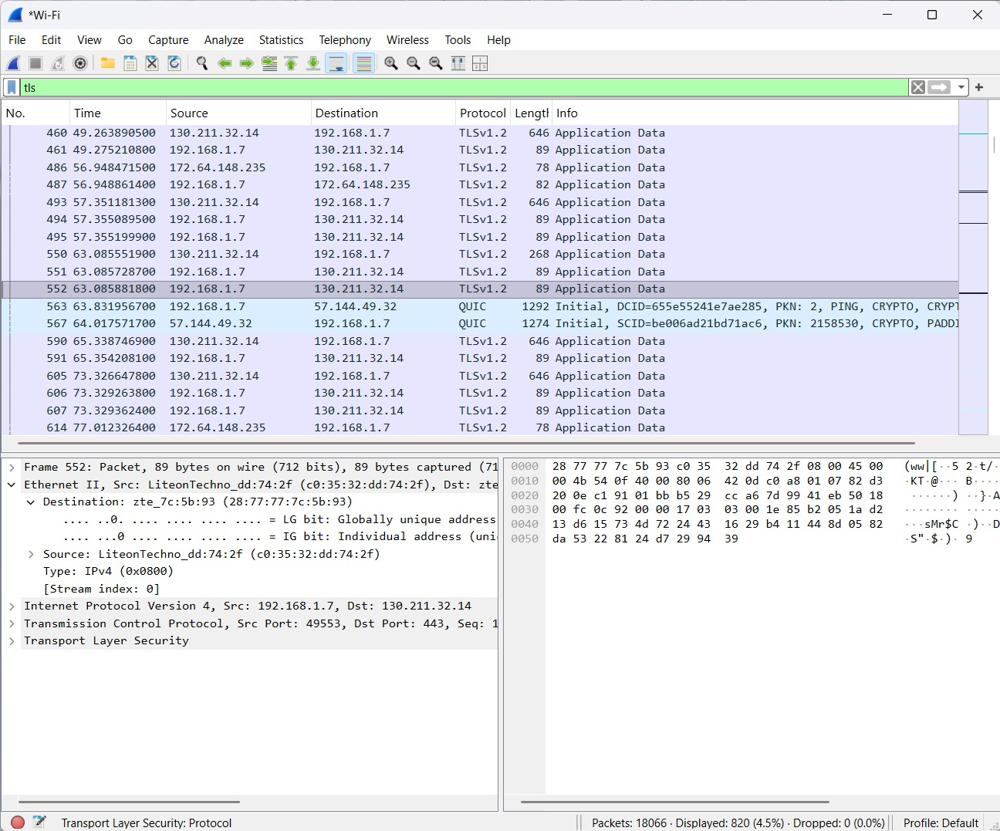 *Wi-Fi
File Edit View Go Capture Analyze Statistics Telephony Wireless Tools Help
tls
No. Time Source Destination Protocol Lengtl Info
460 49.263890500 130.211.32.14 192.168.1.7 TLSv1.2 646 Application Data
461 49.275210800 192.168.1.7 130.211.32.14 TLSv1.2 89 Application Data
486 56.948471500 172.64.148.235 192.168.1.7 TLSv1.2 78 Application Data
487 56.948861400 192.168.1.7 172.64.148.235 TLSv1.2 82 Application Data
493 57.351181300 130.211.32.14 192.168.1.7 TLSv1.2 646 Application Data
494 57.355089500 192.168.1.7 130.211.32.14 TLSv1.2 89 Application Data
495 57.355199900 192.168.1.7 130.211.32.14 TLSv1.2 89 Application Data
550 63.085551900 130.211.32.14 192.168.1.7 TLSv1.2 268 Application Data
551 63.085728700 192.168.1.7 130.211.32.14 TLSv1.2 89 Application Data
552 63.085881800 192.168.1.7 130.211.32.14 TLSv1.2 89 Application Data
563 63.831956700 192.168.1.7 57.144.49.32 QUIC 1292 Initial, DCID=655e55241e7ae285, PKN: 2, PING, CRYPTO, CRYPT
567 64.017571700 57.144.49.32 192.168.1.7 QUIC 1274 Initial, SCID=be006ad21bd71ac6, PKN: 2158530, CRYPTO, PADDI
590 65.338746900 130.211.32.14 192.168.1.7 TLSv1.2 646 Application Data
591 65.354208100 192.168.1.7 130.211.32.14 TLSv1.2 89 Application Data
605 73.326647800 130.211.32.14 192.168.1.7 TLSv1.2 646 Application Data
606 73.329263800 192.168.1.7 130.211.32.14 TLSv1.2 89 Application Data
607 73.329362400 192.168.1.7 130.211.32.14 TLSv1.2 89 Application Data
614 77.012326400 172.64.148.235 192.168.1.7 TLSv1.2 78 Application Data
Frame 552: Packet, 89 bytes on wire (712 bits), 89 bytes captured (71
Ethernet II, Src: LiteonTechno_dd:74:2f (c0:35:32:dd:74:2f), Dst: zte
Destination: zte_7c:5b:93 (28:77:77:7c:5b:93)
.... ..0. .... .... .... .... = LG bit: Globally unique address
.... ...0 .... .... .... .... = IG bit: Individual address (uni
Source: LiteonTechno_dd:74:2f (c0:35:32:dd:74:2f)
Type: IPv4 (0x0800)
[Stream index: 0]
Internet Protocol Version 4, Src: 192.168.1.7, Dst: 130.211.32.14
Transmission Control Protocol, Src Port: 49553, Dst Port: 443, Seq: 1
Transport Layer Security
0000 28 77 77 7c 5b 93 c0 35 32 dd 74 2f 08 00 45 00 (ww|[··5 2·t/·
0010 00 4b 54 0f 40 00 80 06 42 0d c0 a8 01 07 82 d3 ·KT·@··· B····
0020 20 0e c1 91 01 bb b5 29 cc a6 7d 99 41 eb 50 18 ······) ··}·A
0030 00 fc 0c 92 00 00 17 03 03 00 1e 85 b2 05 1a d2 ········ ·····
0040 13 d6 15 73 4d 72 24 43 16 29 b4 11 44 8d 05 82 ···sMr$C ·)··D
0050 da 53 22 81 24 d7 29 94 39 ·S"·$·)· 9
Transport Layer Security: Protocol
Packets: 18066 · Displayed: 820 (4.5%) · Dropped: 0 (0.0%)
Profile: Default